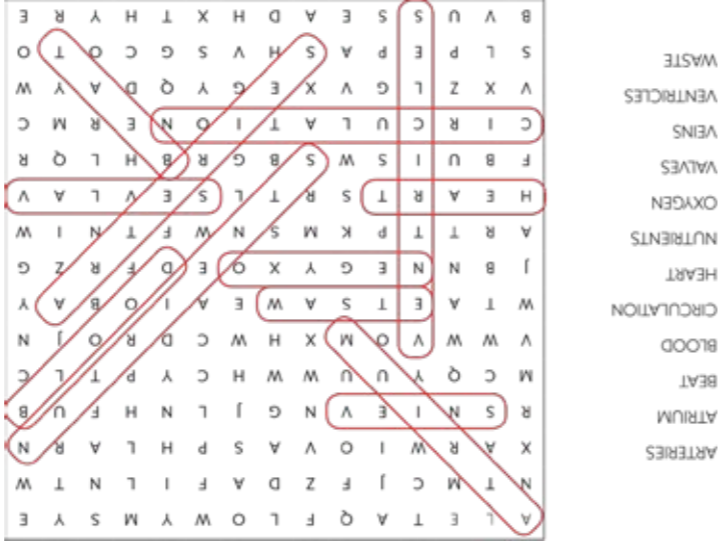 ARTERIES
ATRIUM
BEAT
BLOOD
CIRCULATION
HEART
NUTRIENTS
OXYGEN
VALVES
VEINS
VENTRICLES
WASTE
A L E T A Q F L O W Y M S Y E
N T M C J F Z D A F I L N T W
X A R W I O V A S P H L A R N
R S N I E V N G J L N H F U B
M C Q Y U U W W H C Y P T L C
V W W V O M X H W C D R O J N
W T A E T S A W E A I O B A Y
J B N N E G Y X O E D F R Z G
A R T T P K M S N W F T N I W
H E A R T S R T L S E V L A V
F B U I S W S B G R B H L Q R
C I R C U L A T I O N E R M C
V X Z L G V X E G Y Q D A Y W
S L P E P A S H V S G C O T O
B V U S S E A D H X T H Y R E